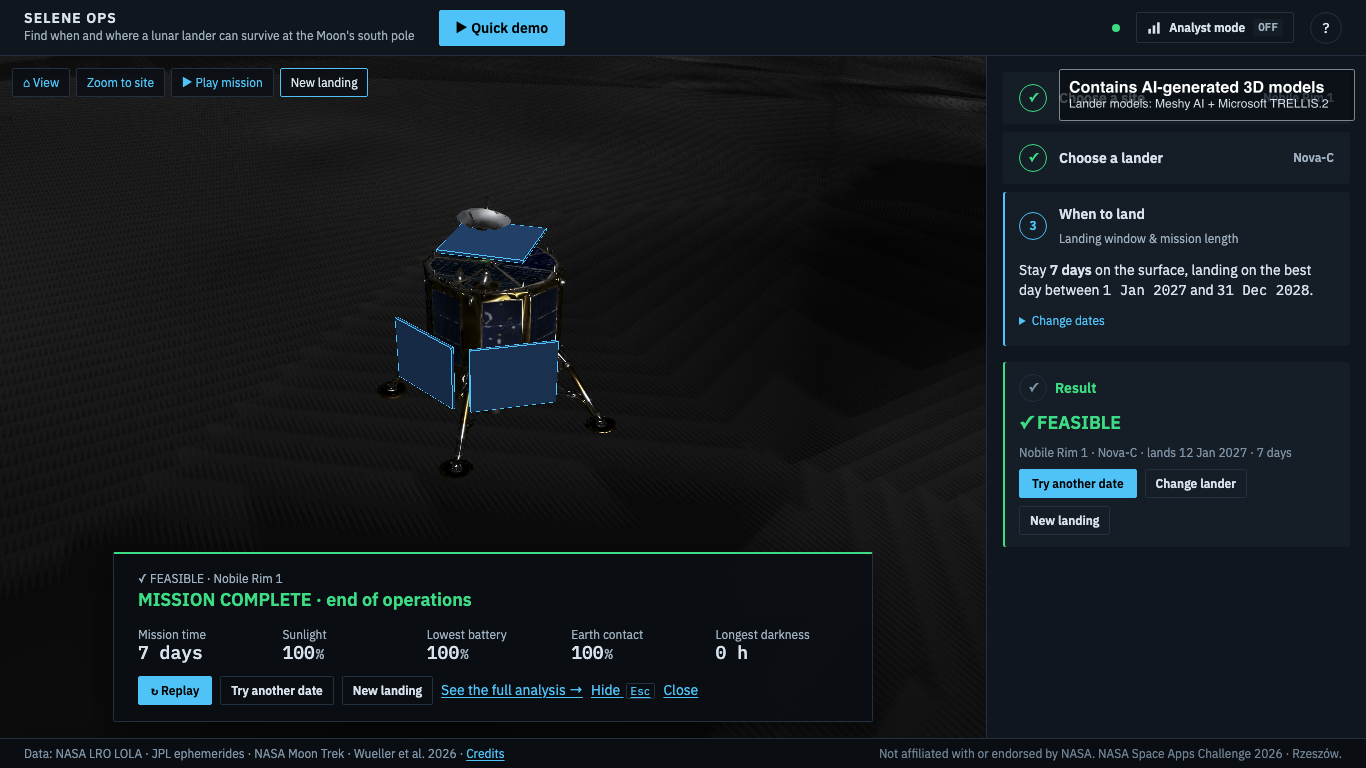 SELENE OPS
Find when and where a lunar lander can survive at the Moon's south pole
▶ Quick demo
Analyst mode OFF
?
⌂ View
Zoom to site
▶ Play mission
New landing
✓ Choose a site Nobile Rim 1
Contains AI-generated 3D models
Lander models: Meshy AI + Microsoft TRELLIS.2
✓ Choose a lander Nova-C
3 When to land
Landing window & mission length
Stay 7 days on the surface, landing on the best
day between 1 Jan 2027 and 31 Dec 2028.
▶ Change dates
✓ Result
✓ FEASIBLE
Nobile Rim 1 · Nova-C · lands 12 Jan 2027 · 7 days
Try another date
Change lander
New landing
✓ FEASIBLE · Nobile Rim 1
MISSION COMPLETE · end of operations
Mission time Sunlight Lowest battery Earth contact Longest darkness
7 days 100% 100% 100% 0 h
↻ Replay Try another date New landing See the full analysis → Hide Esc Close
Data: NASA LRO LOLA · JPL ephemerides · NASA Moon Trek · Wueller et al. 2026 · Credits
Not affiliated with or endorsed by NASA. NASA Space Apps Challenge 2026 · Rzeszów.